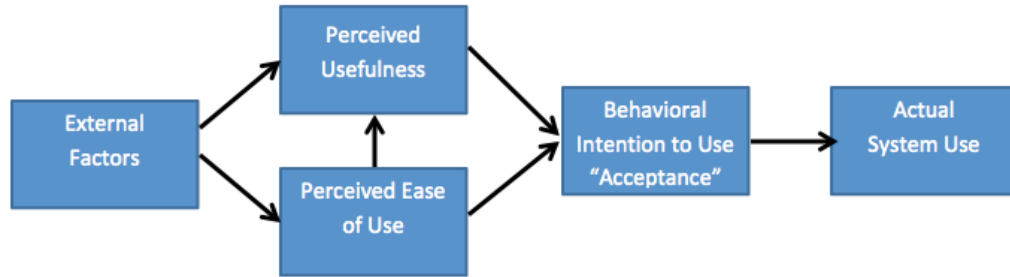 External
Factors
Perceived
Usefulness
Perceived Ease
of Use
Behavioral
Intention to Use
“Acceptance”
Actual
System Use